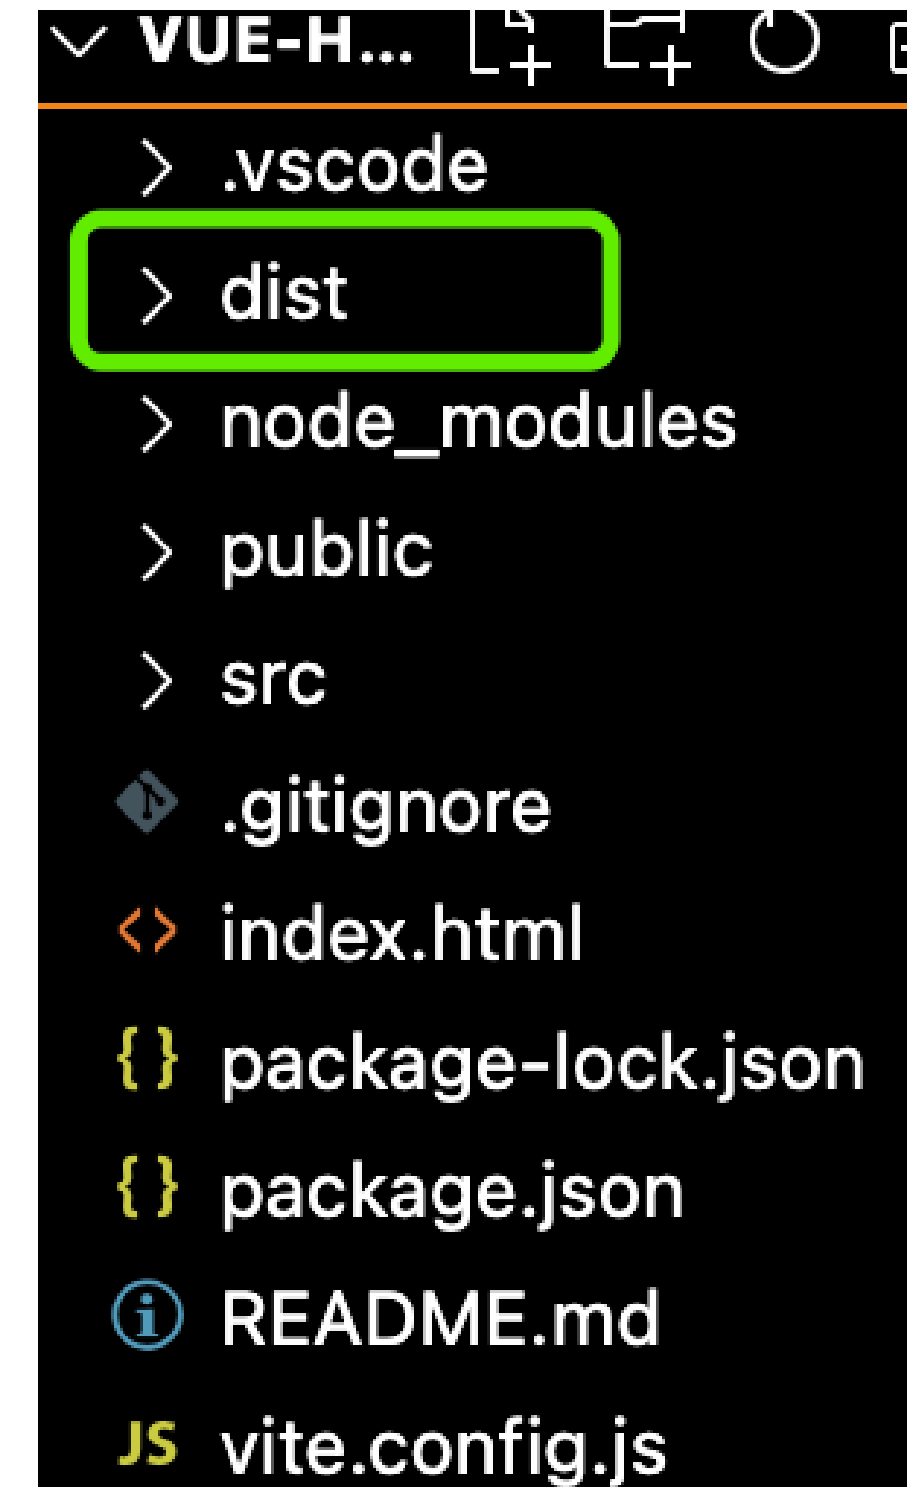 VUE-H...
.vscode
dist
node_modules
public
src
.gitignore
index.html
package-lock.json
package.json
README.md
JS vite.config.js